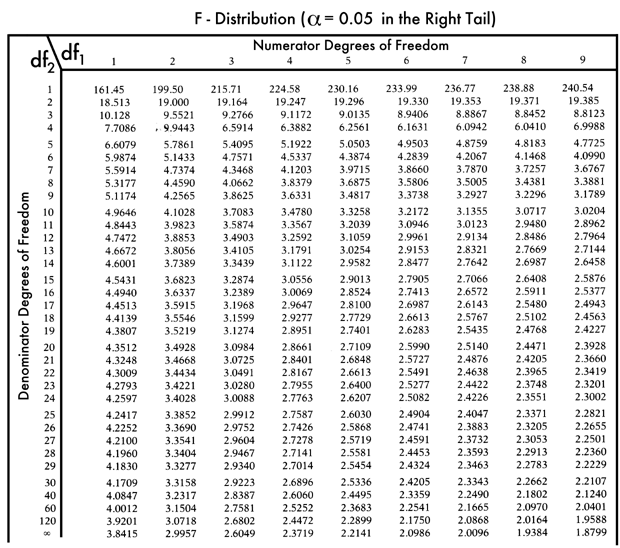 F - Distribution (α = 0.05 in the Right Tail)
Numerator Degrees of Freedom
df₂ df₁ 1 2 3 4 5 6 7 8 9
Denominator Degrees of Freedom
1 161.45 199.50 215.71 224.58 230.16 233.99 236.77 238.88 240.54
2 18.513 19.000 19.164 19.247 19.296 19.330 19.353 19.371 19.385
3 10.128 9.5521 9.2766 9.1172 9.0135 8.9406 8.8867 8.8452 8.8123
4 7.7086 9.9443 6.5914 6.3882 6.2561 6.1631 6.0942 6.0410 6.9988
5 6.6079 5.7861 5.4095 5.1922 5.0503 4.9503 4.8759 4.8183 4.7725
6 5.9874 5.1433 4.7571 4.5337 4.3874 4.2839 4.2067 4.1468 4.0990
7 5.5914 4.7374 4.3468 4.1203 3.9715 3.8660 3.7870 3.7257 3.6767
8 5.3177 4.4590 4.0662 3.8379 3.6875 3.5806 3.5005 3.4381 3.3881
9 5.1174 4.2565 3.8625 3.6331 3.4817 3.3738 3.2927 3.2296 3.1789
10 4.9646 4.1028 3.7083 3.4780 3.3258 3.2172 3.1355 3.0717 3.0204
11 4.8443 3.9823 3.5874 3.3567 3.2039 3.0946 3.0123 2.9480 2.8962
12 4.7472 3.8853 3.4903 3.2592 3.1059 2.9961 2.9134 2.8486 2.7964
13 4.6672 3.8056 3.4105 3.1791 3.0254 2.9153 2.8321 2.7669 2.7144
14 4.6001 3.7389 3.3439 3.1122 2.9582 2.8477 2.7642 2.6987 2.6458
15 4.5431 3.6823 3.2874 3.0556 2.9013 2.7905 2.7066 2.6408 2.5876
16 4.4940 3.6337 3.2389 3.0069 2.8524 2.7413 2.6572 2.5911 2.5377
17 4.4513 3.5915 3.1968 2.9647 2.8100 2.6987 2.6143 2.5480 2.4943
18 4.4139 3.5546 3.1599 2.9277 2.7729 2.6613 2.5767 2.5102 2.4563
19 4.3807 3.5219 3.1274 2.8951 2.7401 2.6283 2.5435 2.4768 2.4227
20 4.3512 3.4928 3.0984 2.8661 2.7109 2.5990 2.5140 2.4471 2.3928
21 4.3248 3.4668 3.0725 2.8401 2.6848 2.5727 2.4876 2.4205 2.3660
22 4.3009 3.4434 3.0491 2.8167 2.6613 2.5491 2.4638 2.3965 2.3419
23 4.2793 3.4221 3.0280 2.7955 2.6400 2.5277 2.4422 2.3748 2.3201
24 4.2597 3.4028 3.0088 2.7763 2.6207 2.5082 2.4226 2.3551 2.3002
25 4.2417 3.3852 2.9912 2.7587 2.6030 2.4904 2.4047 2.3371 2.2821
26 4.2252 3.3690 2.9752 2.7426 2.5868 2.4741 2.3883 2.3205 2.2655
27 4.2100 3.3541 2.9604 2.7278 2.5719 2.4591 2.3732 2.3053 2.2501
28 4.1960 3.3404 2.9467 2.7141 2.5581 2.4453 2.3593 2.2913 2.2360
29 4.1830 3.3277 2.9340 2.7014 2.5454 2.4324 2.3463 2.2783 2.2229
30 4.1709 3.3158 2.9223 2.6896 2.5336 2.4205 2.3343 2.2662 2.2107
40 4.0847 3.2317 2.8387 2.6060 2.4495 2.3359 2.2490 2.1802 2.1240
60 4.0012 3.1504 2.7581 2.5252 2.3683 2.2541 2.1665 2.0970 2.0401
120 3.9201 3.0718 2.6802 2.4472 2.2899 2.1750 2.0868 2.0164 1.9588
∞ 3.8415 2.9957 2.6049 2.3719 2.2141 2.0986 2.0096 1.9384 1.8799